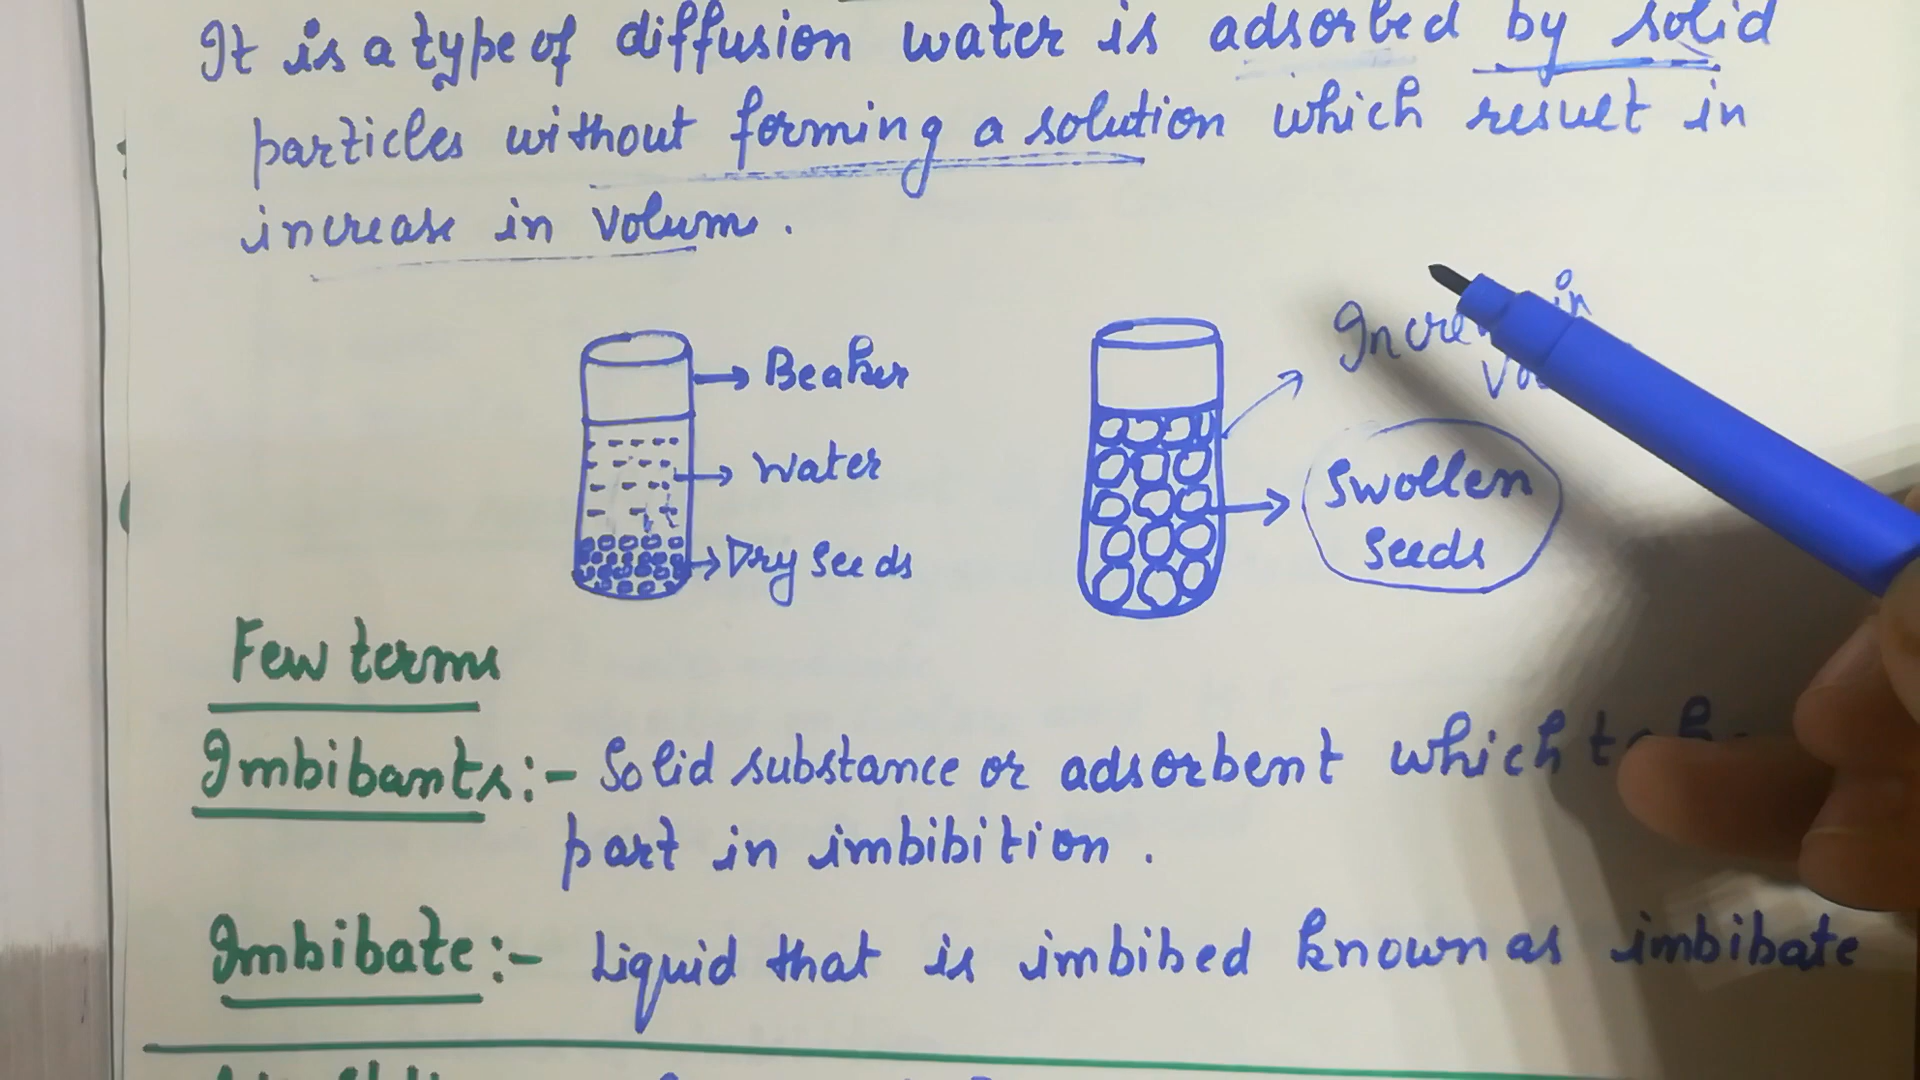 It is a type of diffusion water is adsorbed by solid
particles without forming a solution which result in
increase in volume.
in
Beaker
Water
Dry seeds
Swollen
seeds
Few terms
Imbibants:- Solid substance or adsorbent which
part in imbibition.
Imbibate:- Liquid that is imbibed known as imbibate